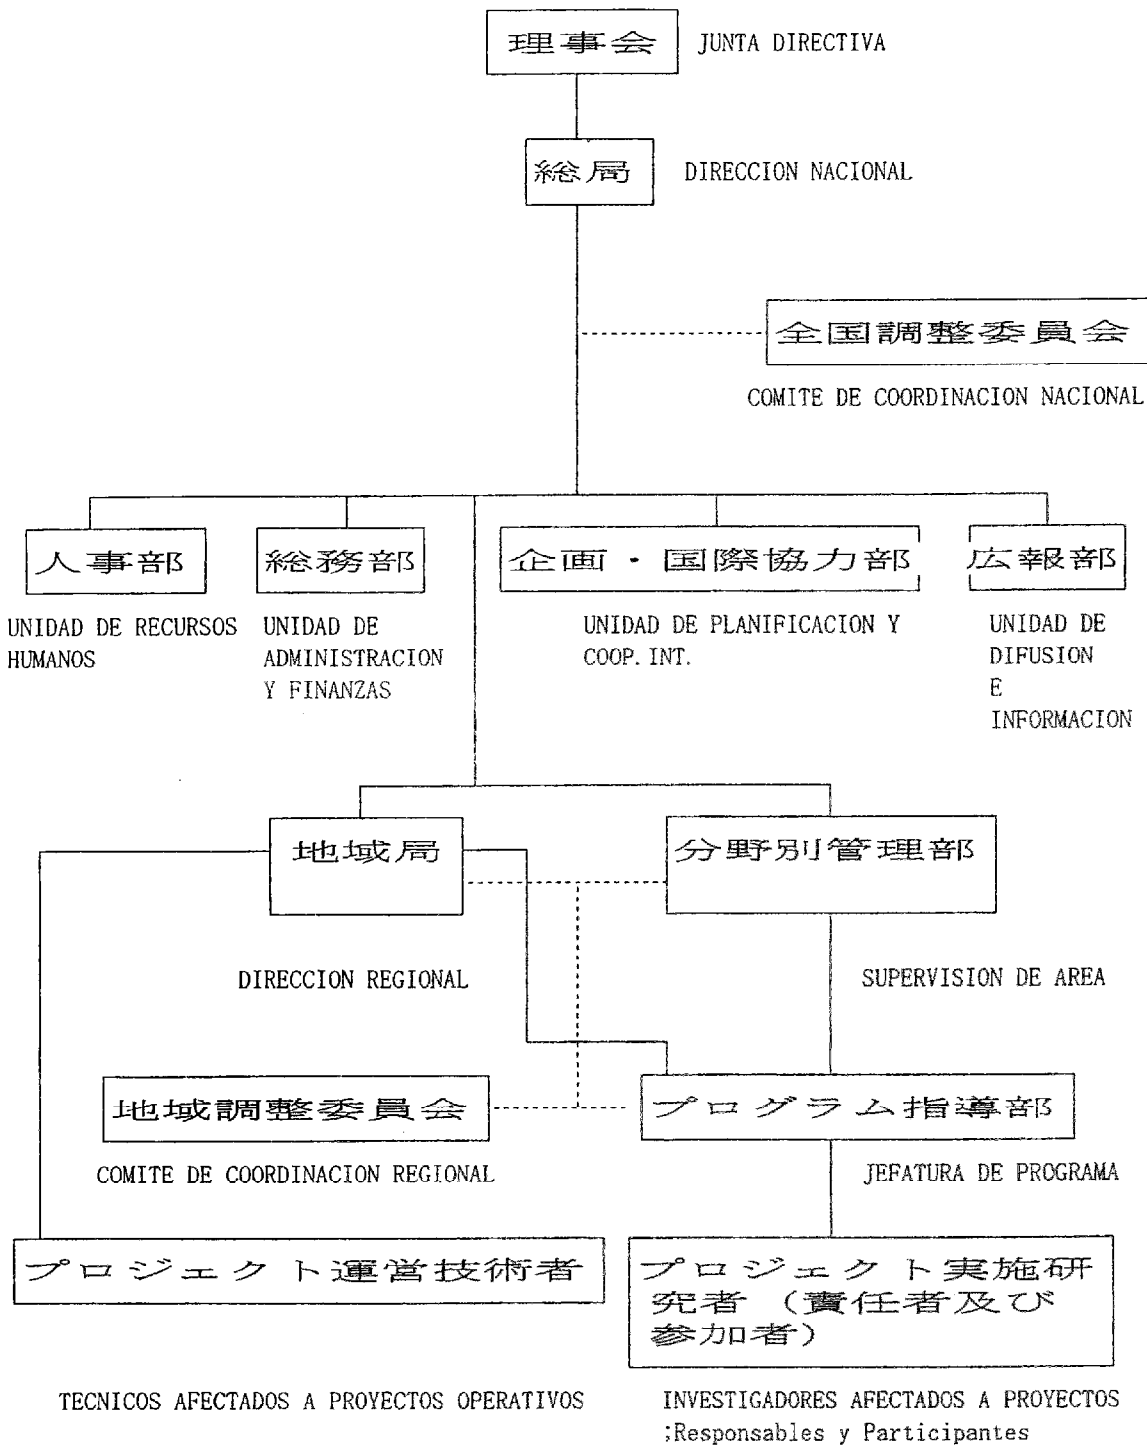 理事会 JUNTA DIRECTIVA
総局 DIRECCION NACIONAL
全国調整委員会
COMITE DE COORDINACION NACIONAL
人事部
UNIDAD DE RECURSOS
HUMANOS
総務部
UNIDAD DE
ADMINISTRACION
Y FINANZAS
企画・国際協力部
UNIDAD DE PLANIFICACION Y
COOP. INT.
広報部
UNIDAD DE
DIFUSION
E
INFORMACION
地域局
DIRECCION REGIONAL
分野別管理部
SUPERVISION DE AREA
地域調整委員会
COMITE DE COORDINACION REGIONAL
プログラム指導部
JEFATURA DE PROGRAMA
プロジェクト運営技術者
TECNICOS AFECTADOS A PROYECTOS OPERATIVOS
プロジェクト実施研
究者（責任者及び
参加者）
INVESTIGADORES AFECTADOS A PROYECTOS
;Responsables y Participantes